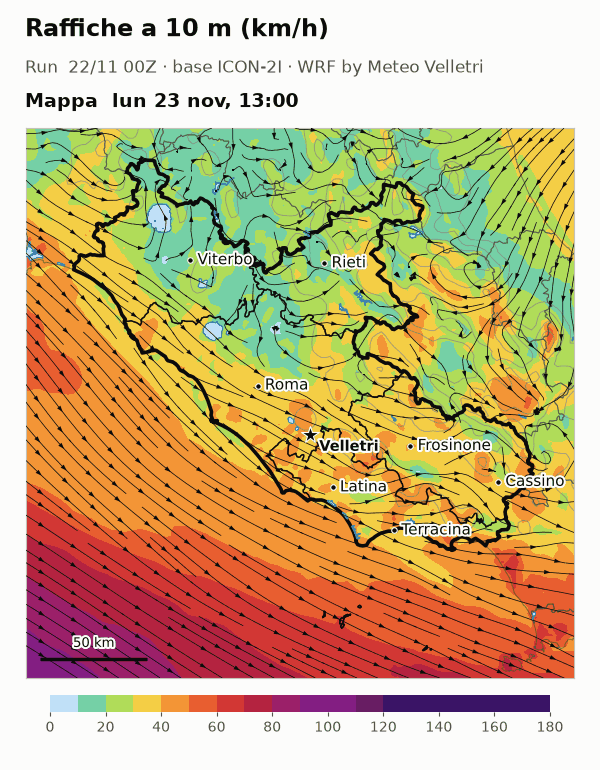 Raffiche a 10 m (km/h)
Run  22/11 00Z · base ICON-2I · WRF by Meteo Velletri
Mappa  lun 23 nov, 13:00
Viterbo
Rieti
Roma
Velletri
Frosinone
Latina
Cassino
Terracina
50 km
0 20 40 60 80 100 120 140 160 180